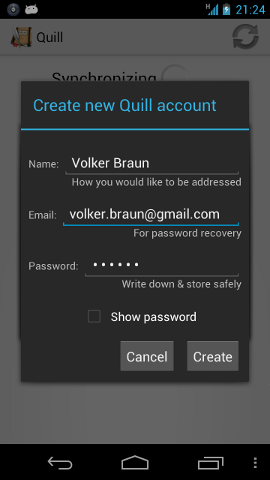 H 21:24
Quill
Synchronizing
Create new Quill account
Name: Volker Braun
How you would like to be addressed
Email: volker.braun@gmail.com
For password recovery
Password: ••••••
Write down & store safely
Show password
Cancel Create